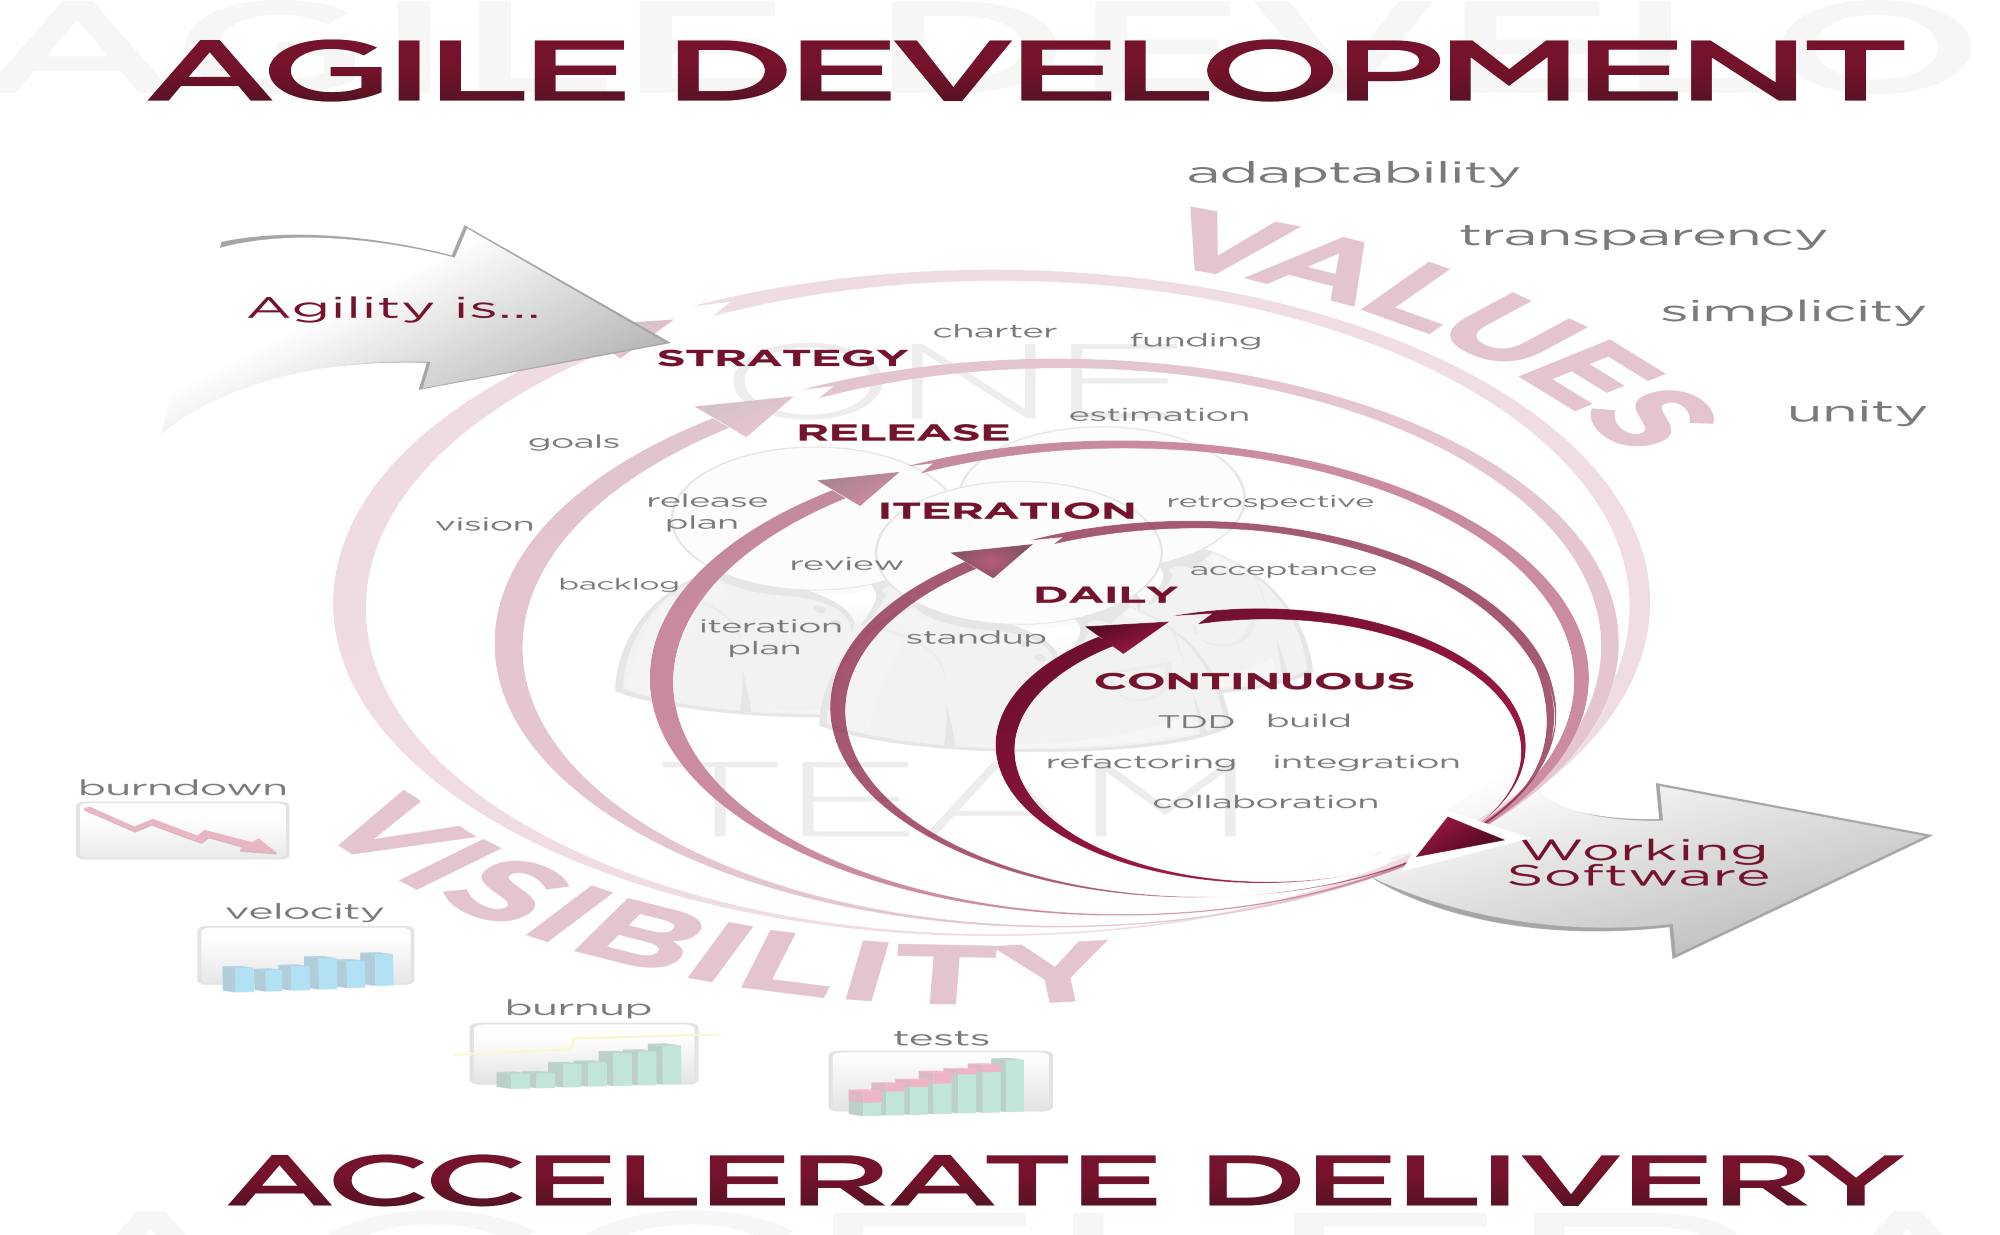 AGILE DEVELOPMENT
adaptability
transparency
simplicity
unity
VALUES
Agility is...
STRATEGY
charter
funding
goals
vision
ONE
RELEASE
estimation
release
plan
backlog
ITERATION
retrospective
review
iteration
plan
DAILY
acceptance
standup
CONTINUOUS
TDD build
refactoring integration
collaboration
TEAM
Working
Software
VISIBILITY
burndown
velocity
burnup
tests
ACCELERATE DELIVERY